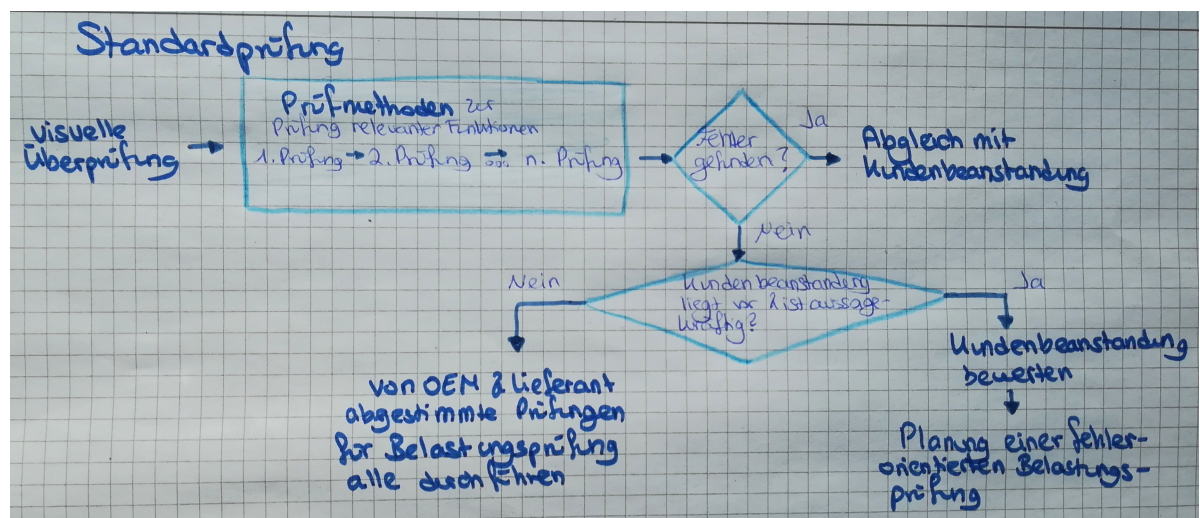 Standardprüfung
visuelle
Überprüfung
Prüfmethoden zur
Prüfung relevanter Funktionen
1. Prüfung → 2. Prüfung → ... n. Prüfung
Fehler
gefunden?
Ja
Abgleich mit
Kundenbeanstandung
Nein
Kundenbeanstandung
liegt vor & ist aussage-
kräftig?
Nein
von OEM & Lieferant
abgestimmte Prüfungen
für Belastungsprüfung
alle durchführen
Ja
Kundenbeanstandung
bewerten
Planung einer fehler-
orientierten Belastungs-
prüfung